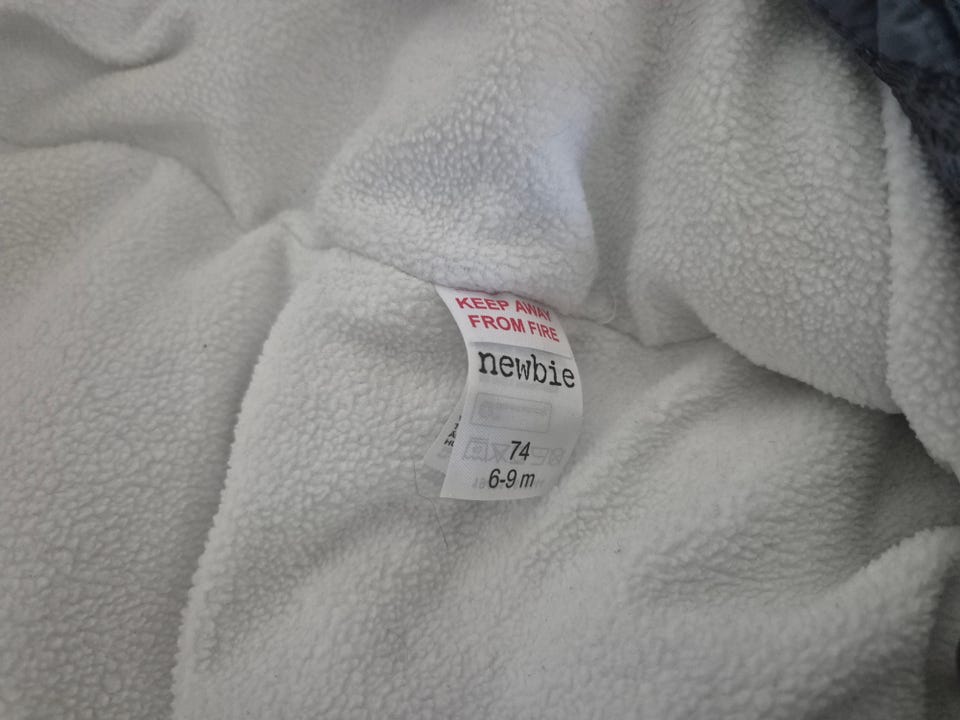 KEEP AWAY
FROM FIRE
newbie
74
6-9 m